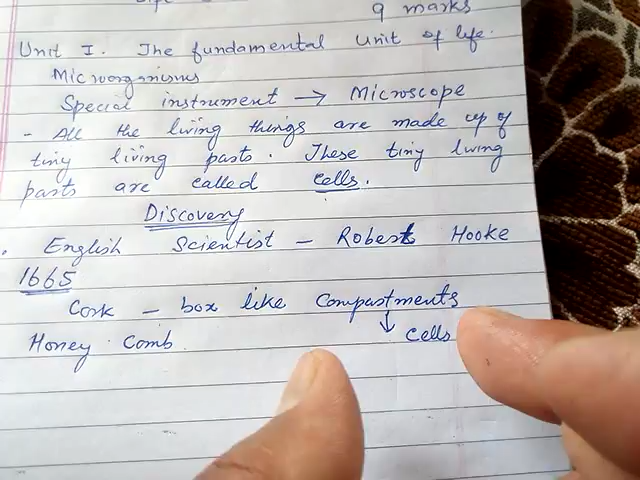 9 marks
Unit I. The fundamental unit of life.
Microorganisms
Special instrument → Microscope
- All the living things are made up of
tiny living parts. These tiny living
parts are called cells.
Discovery
. English Scientist - Robert Hooke
1665
Cork - box like Compartments
↓
Honey Comb cells